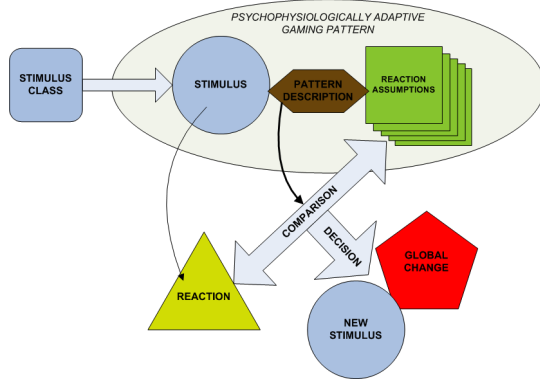 PSYCHOPHYSIOLOGICALLY ADAPTIVE
GAMING PATTERN
STIMULUS
CLASS
STIMULUS
PATTERN
DESCRIPTION
REACTION
ASSUMPTIONS
COMPARISON
DECISION
REACTION
GLOBAL
CHANGE
NEW
STIMULUS